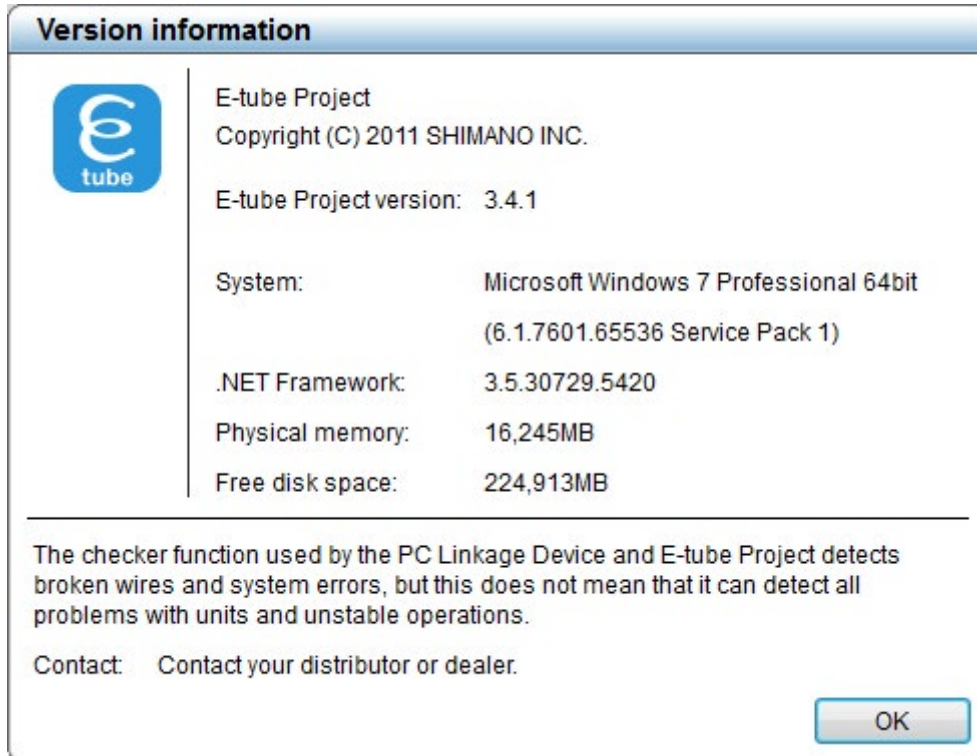 Version information
E-tube Project
Copyright (C) 2011 SHIMANO INC.
E-tube Project version: 3.4.1
System: Microsoft Windows 7 Professional 64bit
(6.1.7601.65536 Service Pack 1)
.NET Framework: 3.5.30729.5420
Physical memory: 16,245MB
Free disk space: 224,913MB
E
tube
The checker function used by the PC Linkage Device and E-tube Project detects
broken wires and system errors, but this does not mean that it can detect all
problems with units and unstable operations.
Contact: Contact your distributor or dealer.
OK